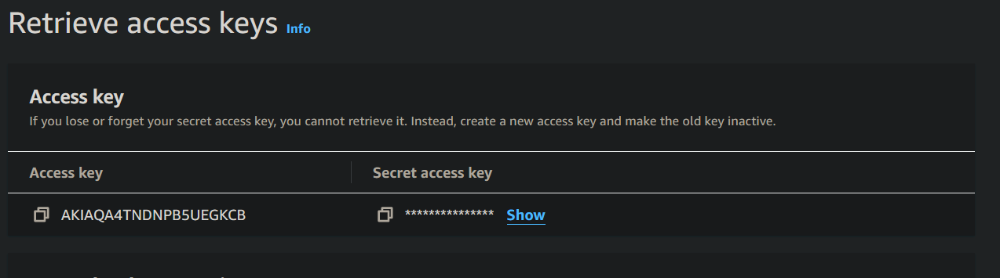 Retrieve access keys Info
Access key
If you lose or forget your secret access key, you cannot retrieve it. Instead, create a new access key and make the old key inactive.
Access key Secret access key
AKIAQA4TNDNPB5UEGKCB *************** Show